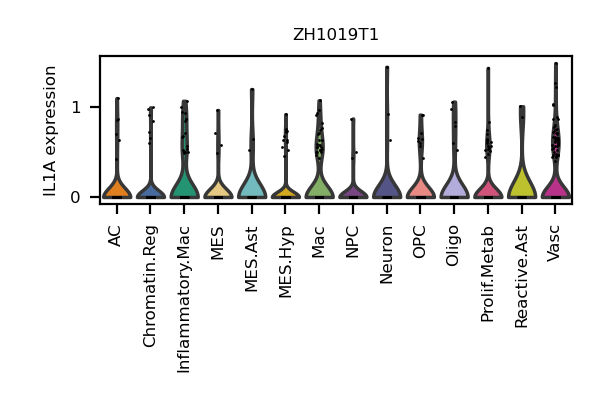 ZH1019T1
IL1A expression
1
0
AC
Chromatin.Reg
Inflammatory.Mac
MES
MES.Ast
MES.Hyp
Mac
NPC
Neuron
OPC
Oligo
Prolif.Metab
Reactive.Ast
Vasc